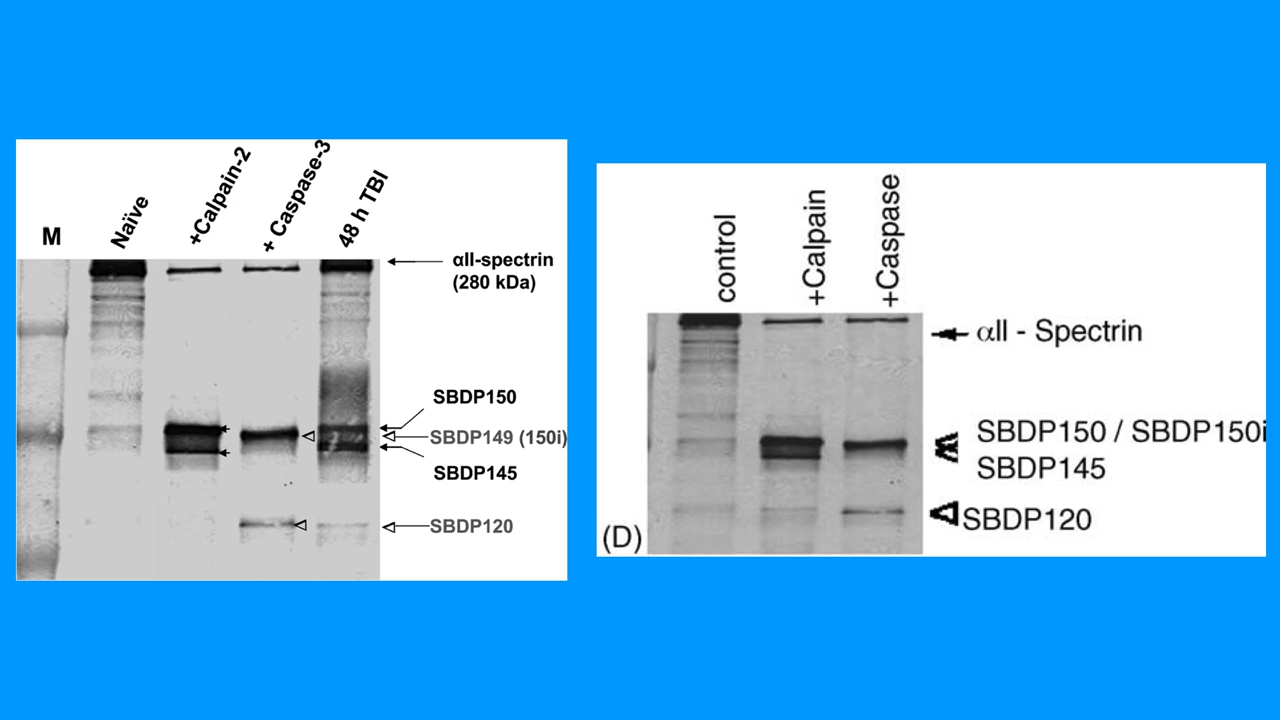 M
Naïve
+Calpain-2
+ Caspase-3
48 h TBI
αII-spectrin
(280 kDa)
SBDP150
SBDP149 (150i)
SBDP145
SBDP120
control
+Calpain
+Caspase
αII - Spectrin
SBDP150 / SBDP150i
SBDP145
SBDP120
(D)